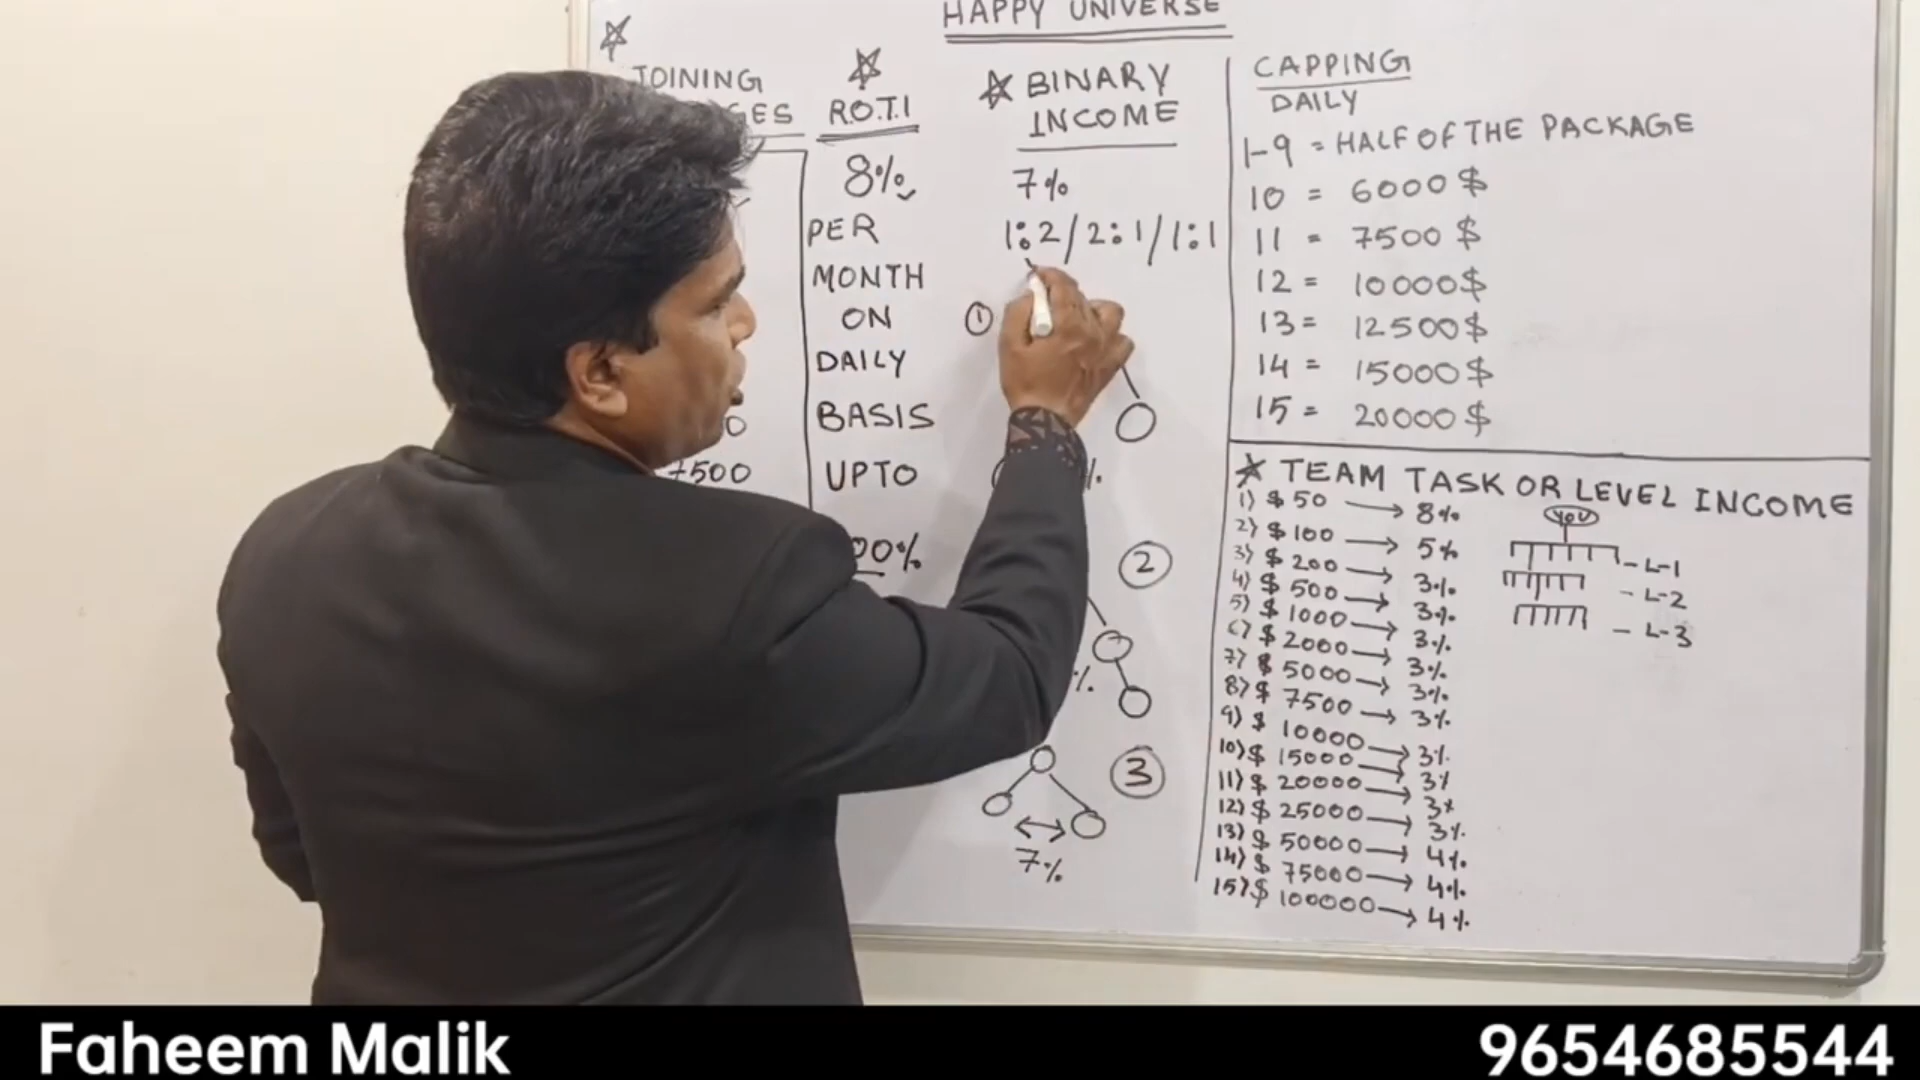 HAPPY UNIVERSE
JOINING
GES
7500
R.O.T.I
8%
PER
MONTH
ON
DAILY
BASIS
UPTO
00%
BINARY
INCOME
7%
1:2/2:1/1:1
1
%.
2
%.
3
7%
CAPPING
DAILY
1-9 = HALF OF THE PACKAGE
10 = 6000$
11 = 7500$
12 = 10000$
13 = 12500$
14 = 15000$
15 = 20000$
TEAM TASK OR LEVEL INCOME
1) $50 → 8%
2) $100 → 5%
3) $200 → 3%
4) $500 → 3%
5) $1000 → 3%
6) $2000 → 3%
7) $5000 → 3%
8) $7500 → 3%
9) $10000 → 3%
10) $15000 → 3%
11) $20000 → 3%
12) $25000 → 3%
13) $50000 → 4%
14) $75000 → 4%
15) $100000 → 4%
YOU
- L-1
- L-2
- L-3
Faheem Malik
9654685544